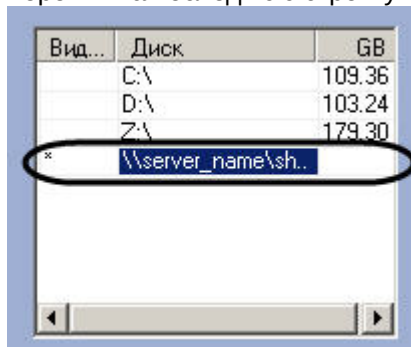 Вид... Диск GB
C:\ 109.36
D:\ 103.24
Z:\ 179.30
* \\server_name\sh..